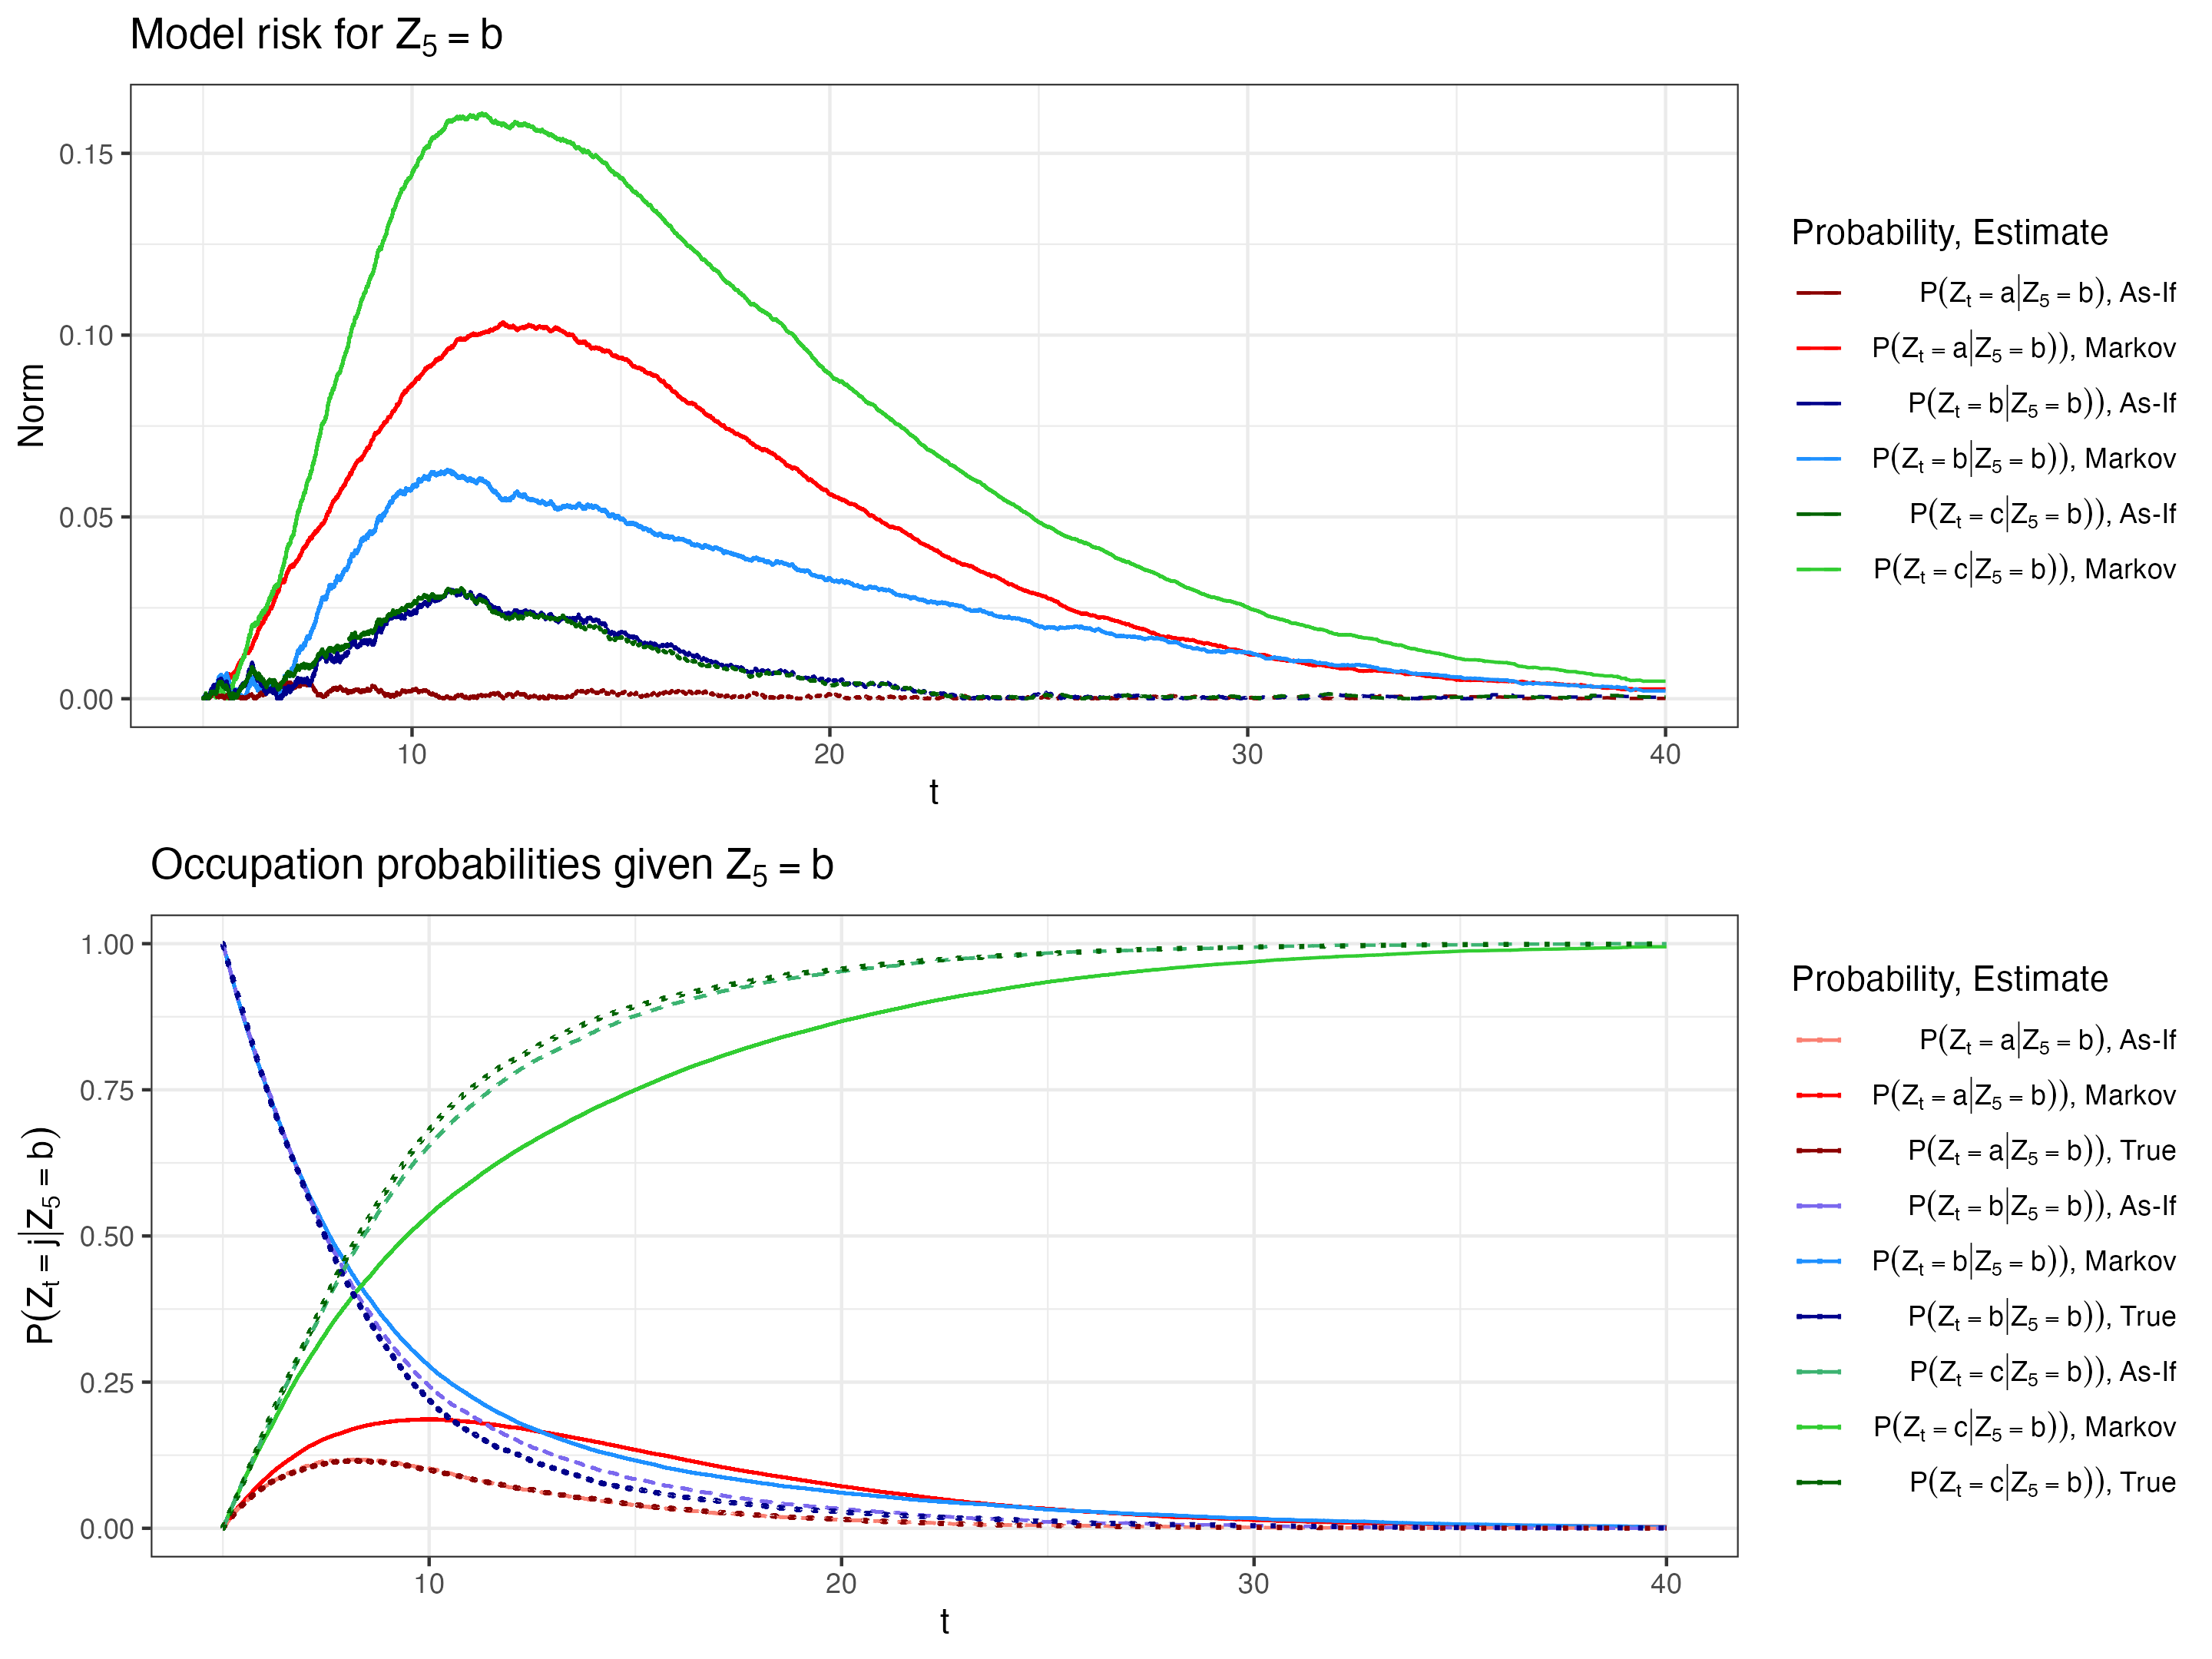 Model risk for Z₅ = b
Norm
0.15
0.10
0.05
0.00
10 20 30 40
t
Probability, Estimate
P(Zₜ = a|Z₅ = b), As-If
P(Zₜ = a|Z₅ = b)), Markov
P(Zₜ = b|Z₅ = b)), As-If
P(Zₜ = b|Z₅ = b)), Markov
P(Zₜ = c|Z₅ = b)), As-If
P(Zₜ = c|Z₅ = b)), Markov
Occupation probabilities given Z₅ = b
P(Zₜ = j|Z₅ = b)
1.00
0.75
0.50
0.25
0.00
10 20 30 40
t
Probability, Estimate
P(Zₜ = a|Z₅ = b), As-If
P(Zₜ = a|Z₅ = b)), Markov
P(Zₜ = a|Z₅ = b)), True
P(Zₜ = b|Z₅ = b)), As-If
P(Zₜ = b|Z₅ = b)), Markov
P(Zₜ = b|Z₅ = b)), True
P(Zₜ = c|Z₅ = b)), As-If
P(Zₜ = c|Z₅ = b)), Markov
P(Zₜ = c|Z₅ = b)), True